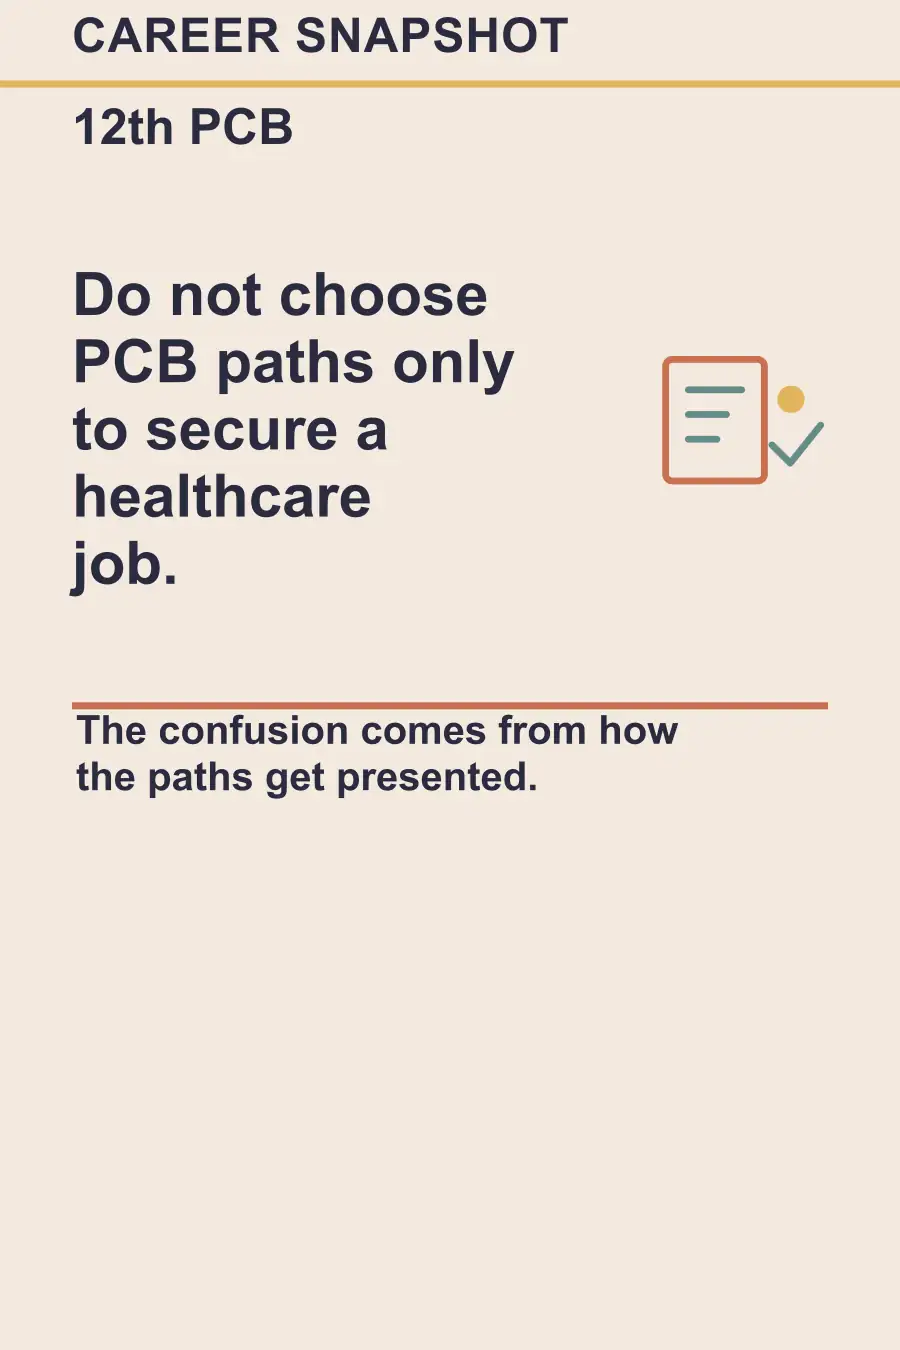 CAREER SNAPSHOT
12th PCB
Do not choose
PCB paths only
to secure a
healthcare
job.
The confusion comes from how
the paths get presented.